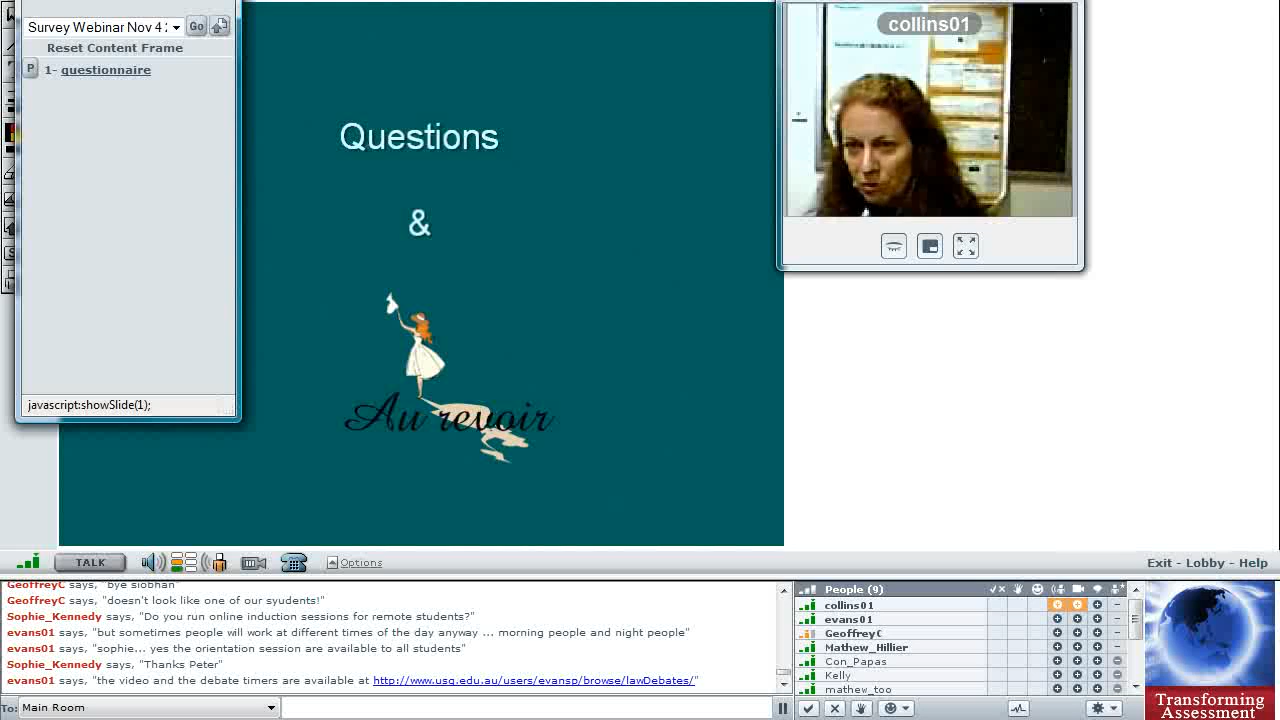 Survey Webinar Nov 4 2
Go
Reset Content Frame
P
1- questionnaire
javascript:showSlide(1);
Questions
&
Au revoir
collins01
TALK
Options
Exit - Lobby - Help
GeoffreyC says, "bye siobhan"
GeoffreyC says, "doesn't look like one of our syudents!"
Sophie_Kennedy says, "Do you run online induction sessions for remote students?"
evans01 says, "but sometimes people will work at different times of the day anyway ... morning people and night people"
evans01 says, "Sophie... yes the orientation session are available to all students"
Sophie_Kennedy says, "Thanks Peter"
evans01 says, "the video and the debate timers are available at http://www.usq.edu.au/users/evansp/browse/lawDebates/"
To: Main Room
People (9)
collins01
evans01
GeoffreyC
Mathew_Hillier
Con_Papas
Kelly
mathew_too
Transforming
Assessment